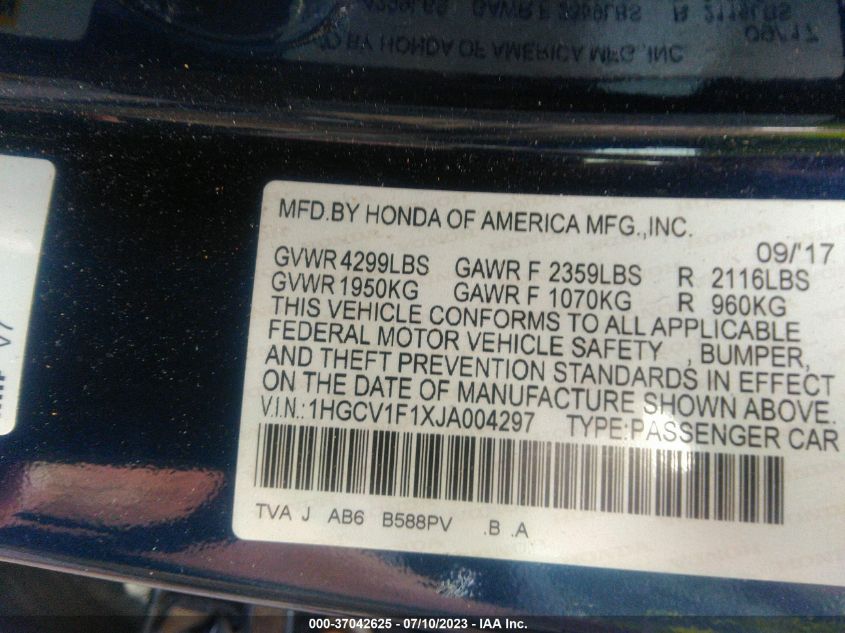 MFD.BY HONDA OF AMERICA MFG.,INC.
09/'17
GVWR 4299LBS GAWR F 2359LBS R 2116LBS
GVWR 1950KG GAWR F 1070KG R 960KG
THIS VEHICLE CONFORMS TO ALL APPLICABLE
FEDERAL MOTOR VEHICLE SAFETY , BUMPER,
AND THEFT PREVENTION STANDARDS IN EFFECT
ON THE DATE OF MANUFACTURE SHOWN ABOVE.
V.I.N.:1HGCV1F1XJA004297 TYPE:PASSENGER CAR
TVA J AB6 B588PV .B .A
000-37042625 - 07/10/2023 - IAA Inc.